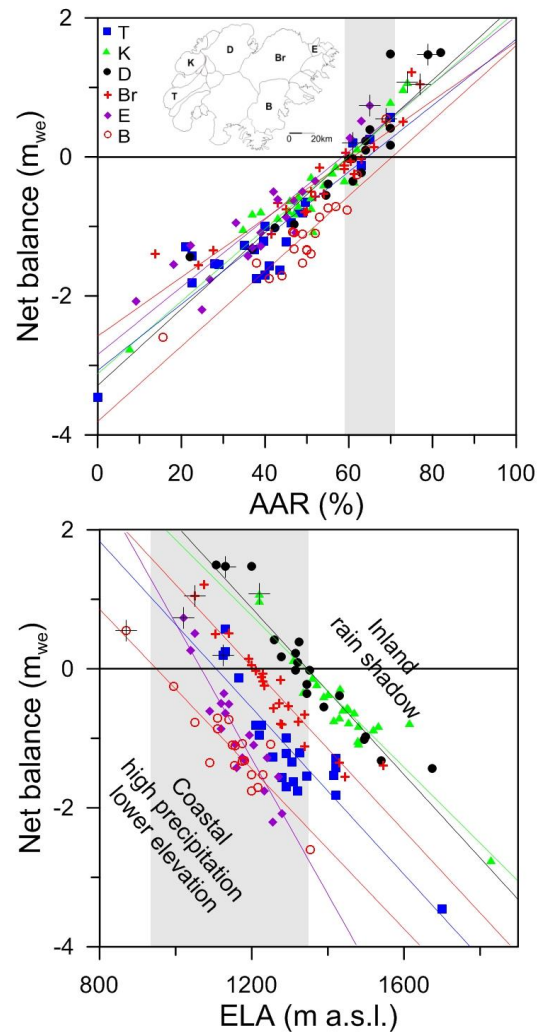 2
T
K
D
Br
E
B
D
Br
E
K
T
B
0 20km
Net balance (mwe)
0
-2
-4
0 20 40 60 80 100
AAR (%)
2
Net balance (mwe)
0
-2
-4
Inland
rain shadow
Coastal
high precipitation
lower elevation
800 1200 1600
ELA (m a.s.l.)